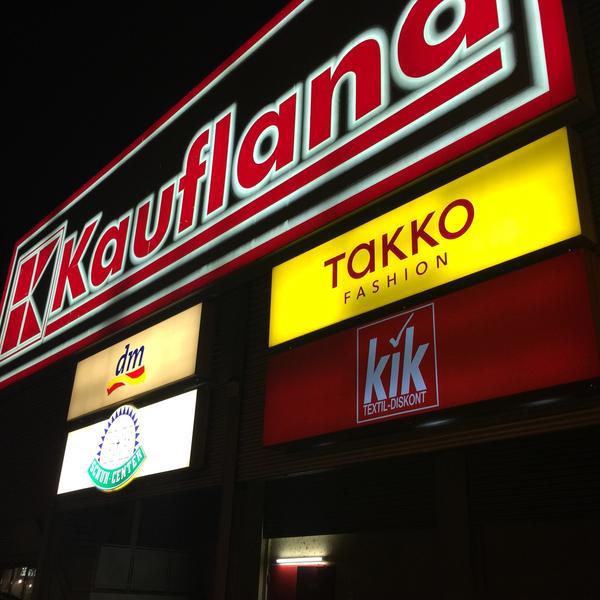 Kaufland
TAKKO
FASHION
dm
kik
TEXTIL-DISKONT
SCHUH-CENTER